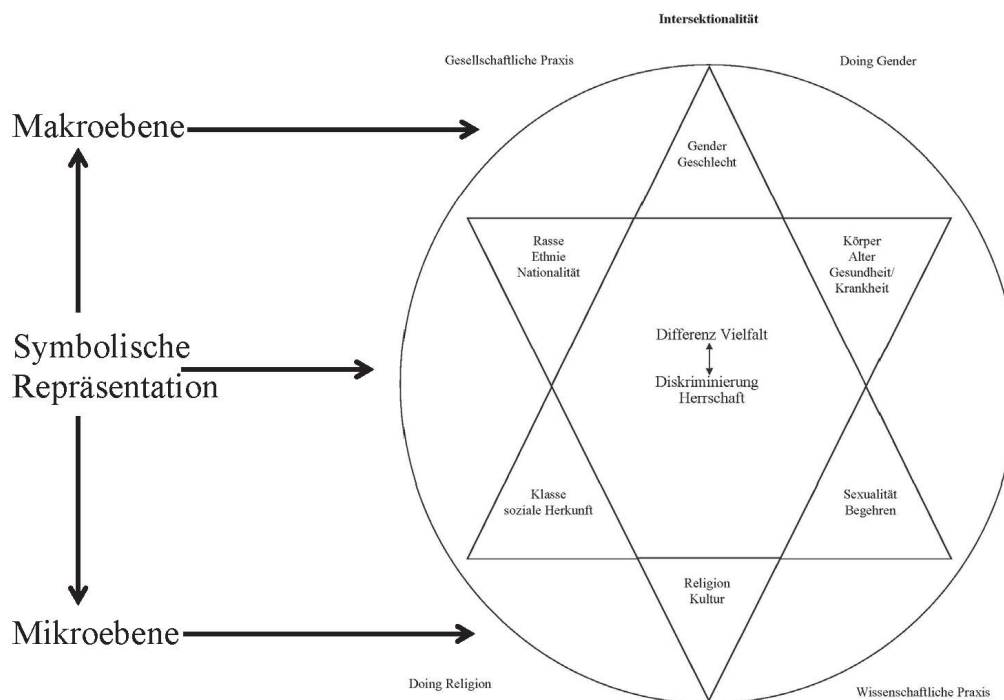 Intersektionalität
Gesellschaftliche Praxis
Doing Gender
Makroebene
Gender
Geschlecht
Rasse
Ethnie
Nationalität
Körper
Alter
Gesundheit/
Krankheit
Symbolische
Repräsentation
Differenz Vielfalt
Diskriminierung
Herrschaft
Klasse
soziale Herkunft
Sexualität
Begehren
Religion
Kultur
Mikroebene
Doing Religion
Wissenschaftliche Praxis